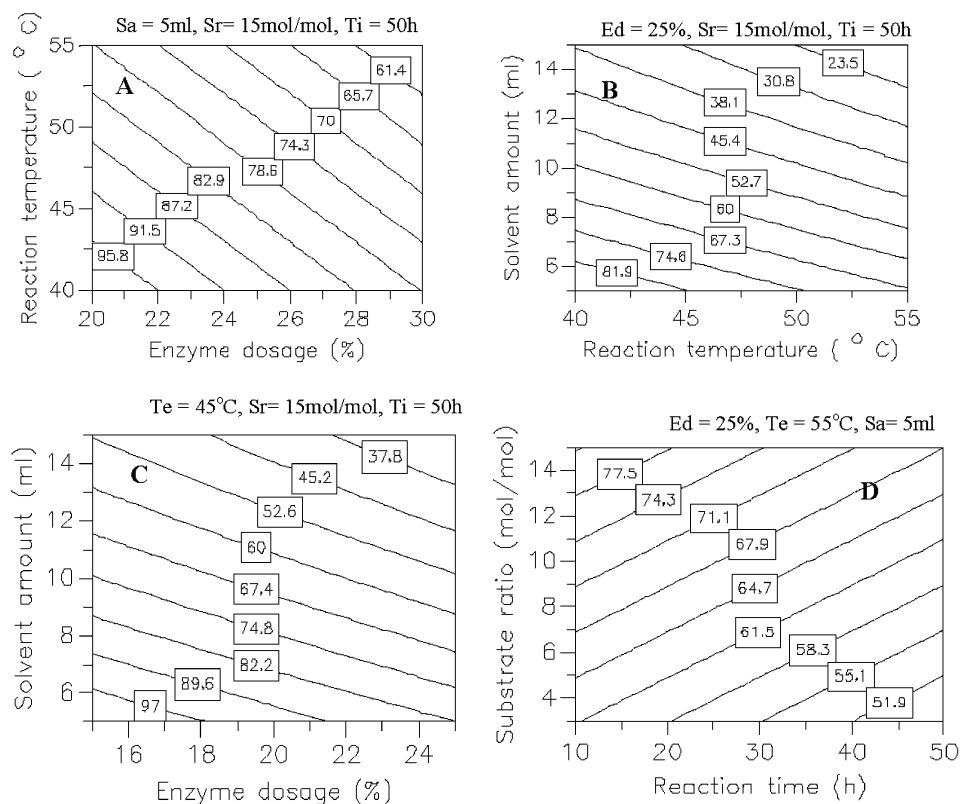 Sa = 5ml, Sr= 15mol/mol, Ti = 50h
A
Reaction temperature ( ° C)
55
50
45
40
61.4
65.7
70
74.3
78.6
82.9
87.2
91.5
95.8
20 22 24 26 28 30
Enzyme dosage (%)
Ed = 25%, Sr= 15mol/mol, Ti = 50h
B
Solvent amount (ml)
14
12
10
8
6
23.5
30.8
38.1
45.4
52.7
60
67.3
74.6
81.9
40 45 50 55
Reaction temperature ( ° C)
Te = 45°C, Sr= 15mol/mol, Ti = 50h
C
Solvent amount (ml)
14
12
10
8
6
37.8
45.2
52.6
60
67.4
74.8
82.2
89.6
97
16 18 20 22 24
Enzyme dosage (%)
Ed = 25%, Te = 55°C, Sa= 5ml
D
Substrate ratio (mol/mol)
14
12
10
8
6
4
77.5
74.3
71.1
67.9
64.7
61.5
58.3
55.1
51.9
10 20 30 40 50
Reaction time (h)